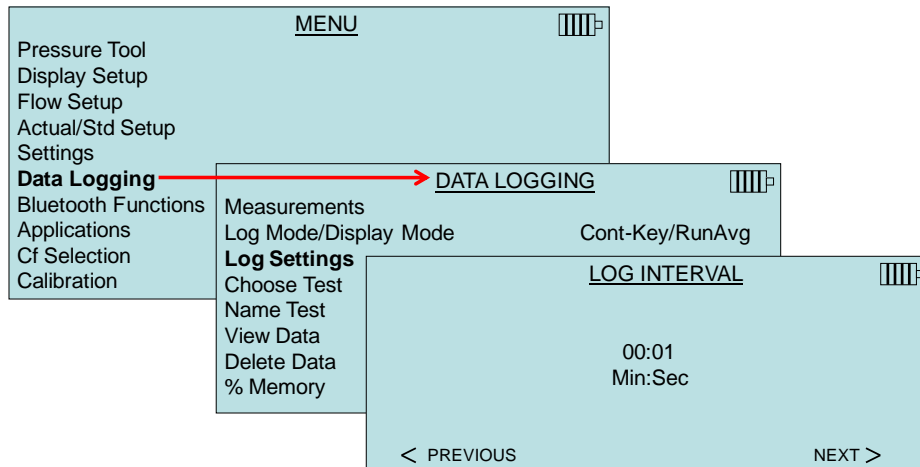 MENU
Pressure Tool
Display Setup
Flow Setup
Actual/Std Setup
Settings
Data Logging
Bluetooth Functions
Applications
Cf Selection
Calibration
DATA LOGGING
Measurements
Log Mode/Display Mode Cont-Key/RunAvg
Log Settings
Choose Test
Name Test
View Data
Delete Data
% Memory
LOG INTERVAL
00:01
Min:Sec
< PREVIOUS NEXT >